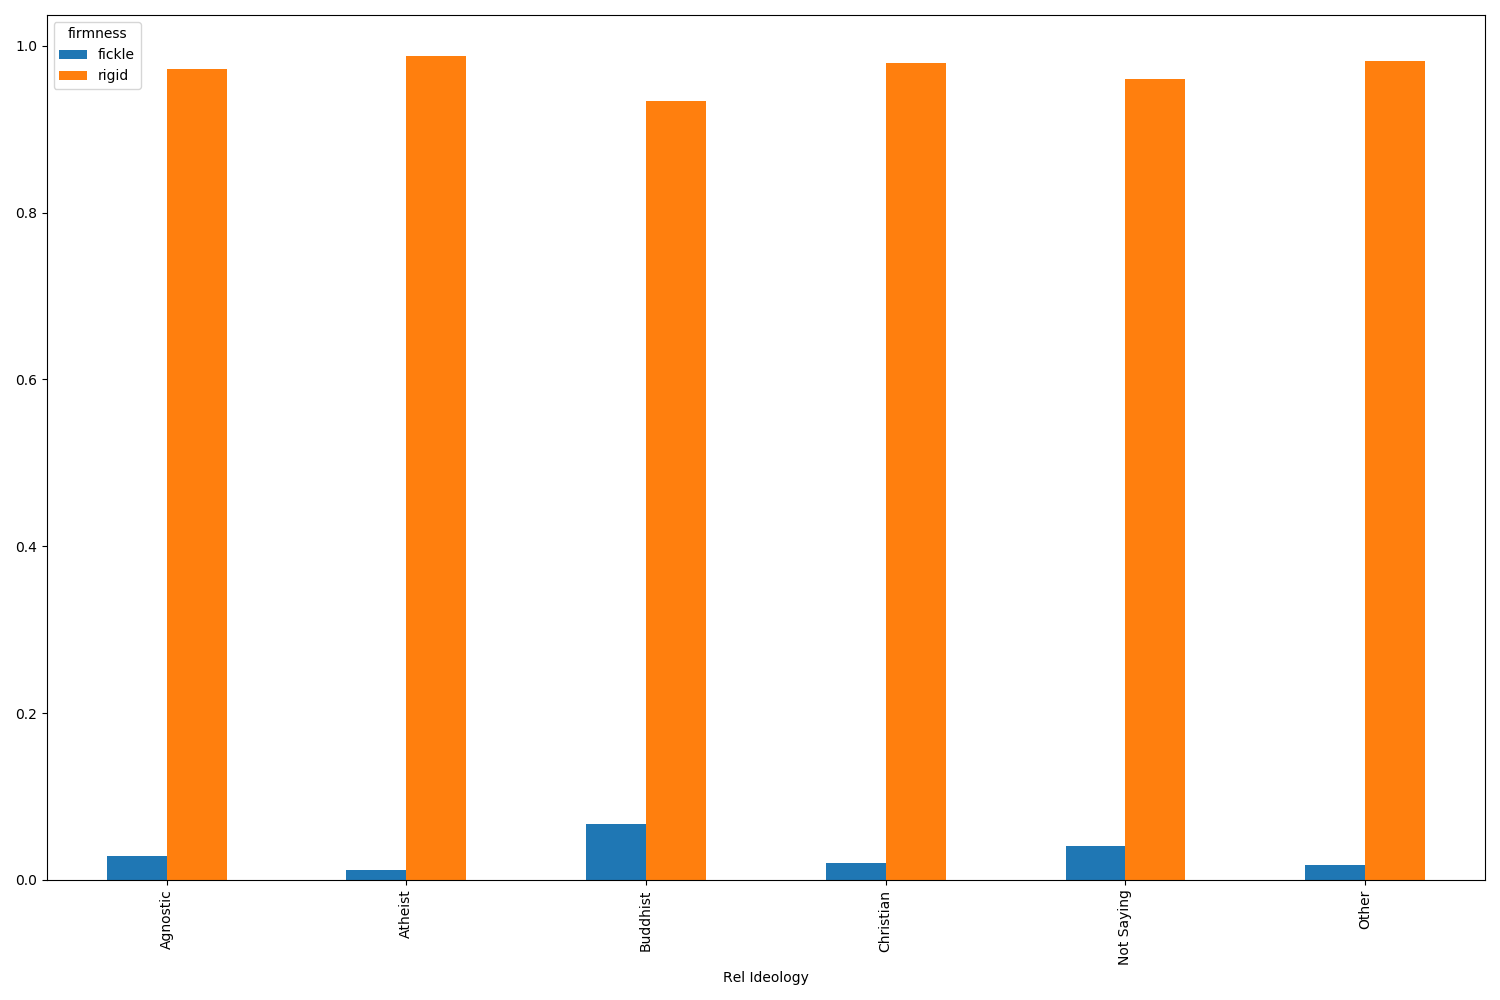 firmness
fickle
rigid
1.0
0.8
0.6
0.4
0.2
0.0
Agnostic
Atheist
Buddhist
Christian
Not Saying
Other
Rel Ideology